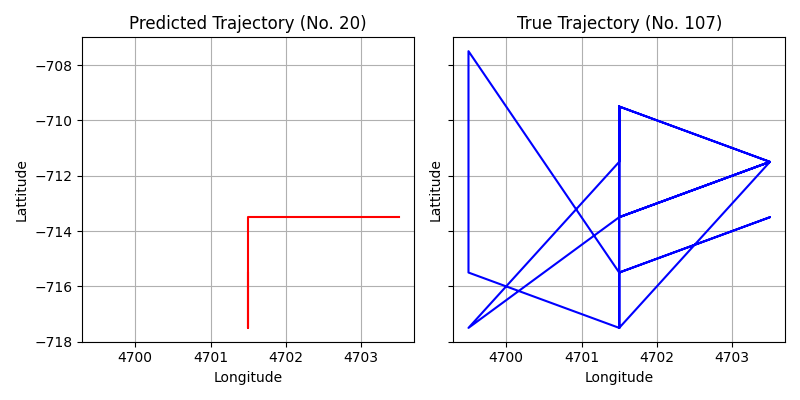 Predicted Trajectory (No. 20)
Lattitude
−708
−710
−712
−714
−716
−718
4700 4701 4702 4703
Longitude
True Trajectory (No. 107)
Lattitude
4700 4701 4702 4703
Longitude